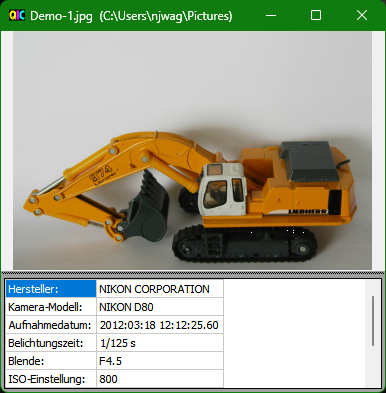 QIC Demo-1.jpg (C:\Users\njwag\Pictures)
974
LIEBHERR
Hersteller: NIKON CORPORATION
Kamera-Modell: NIKON D80
Aufnahmedatum: 2012:03:18 12:12:25.60
Belichtungszeit: 1/125 s
Blende: F4.5
ISO-Einstellung: 800